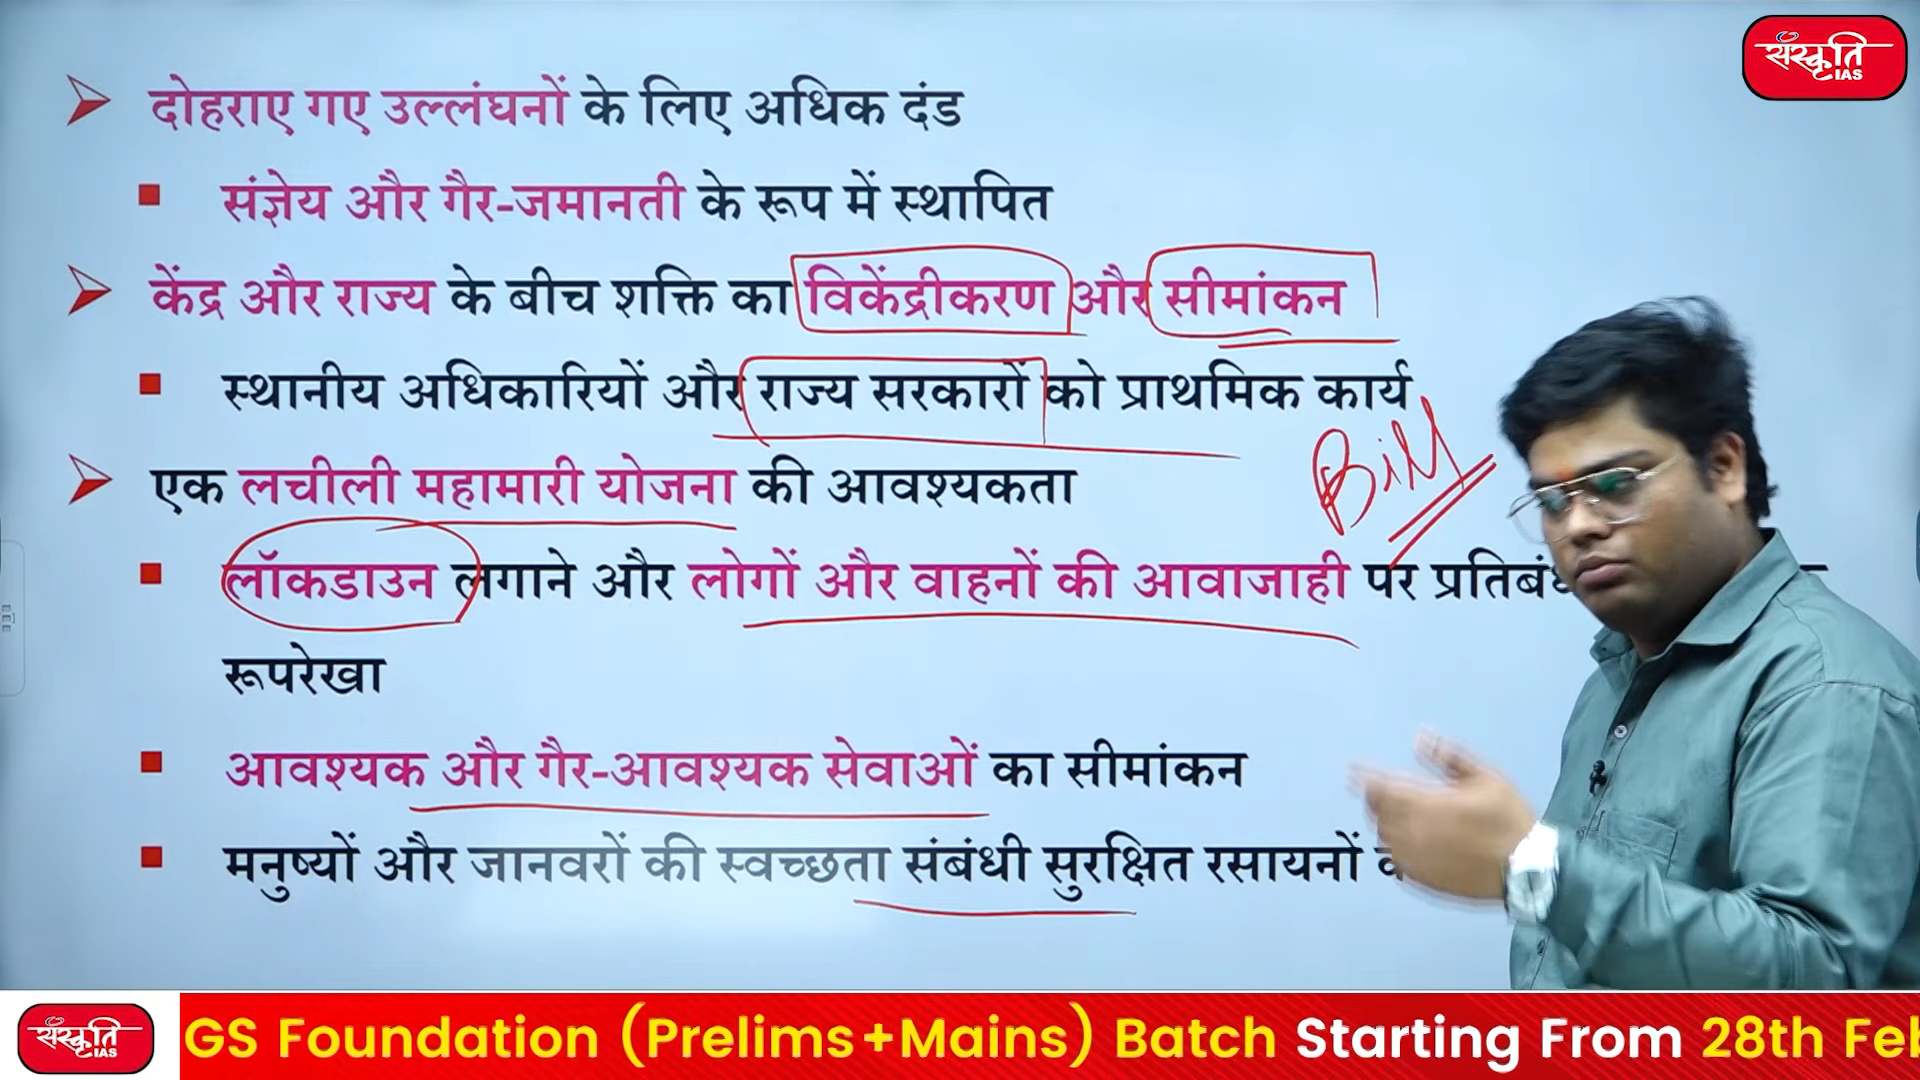 संस्कृति
IAS
दोहराए गए उल्लंघनों के लिए अधिक दंड
संज्ञेय और गैर-जमानती के रूप में स्थापित
केंद्र और राज्य के बीच शक्ति का विकेंद्रीकरण और सीमांकन
स्थानीय अधिकारियों और राज्य सरकारों को प्राथमिक कार्य
Bill
एक लचीली महामारी योजना की आवश्यकता
लॉकडाउन लगाने और लोगों और वाहनों की आवाजाही पर
रूपरेखा
आवश्यक और गैर-आवश्यक सेवाओं का सीमांकन
मनुष्यों और जानवरों की स्वच्छता संबंधी सुरक्षित रसायनों
संस्कृति
IAS
GS Foundation (Prelims+Mains) Batch Starting From 28th Feb